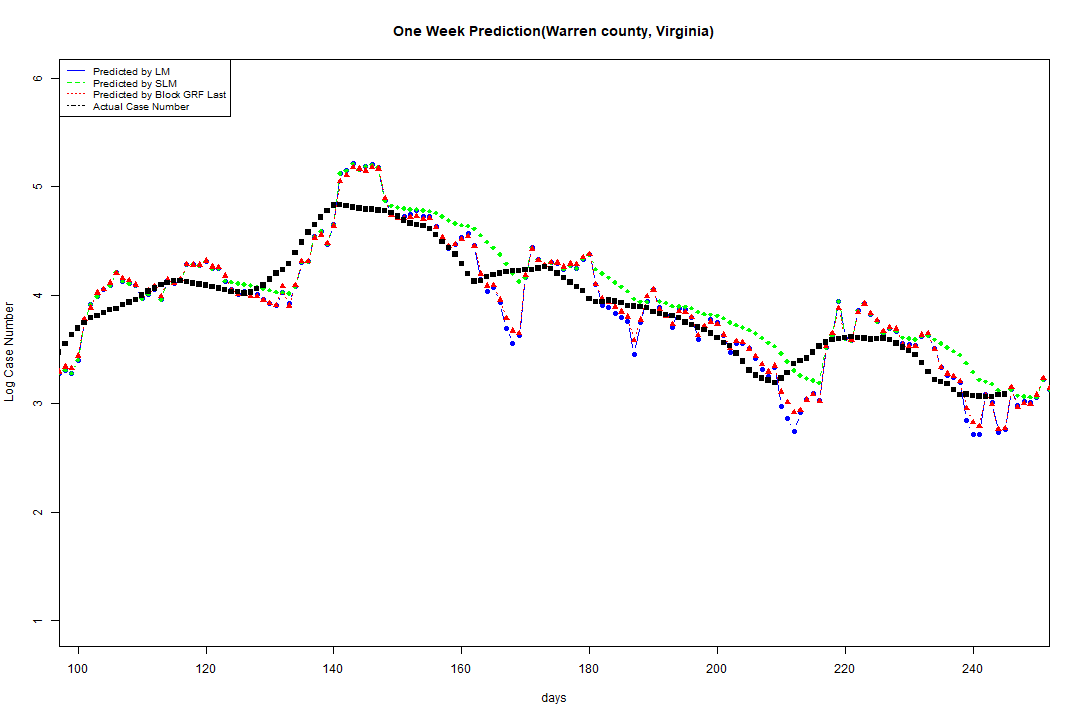 One Week Prediction(Warren county, Virginia)
Predicted by LM
Predicted by SLM
Predicted by Block GRF Last
Actual Case Number
6
5
4
3
2
1
Log Case Number
100 120 140 160 180 200 220 240
days